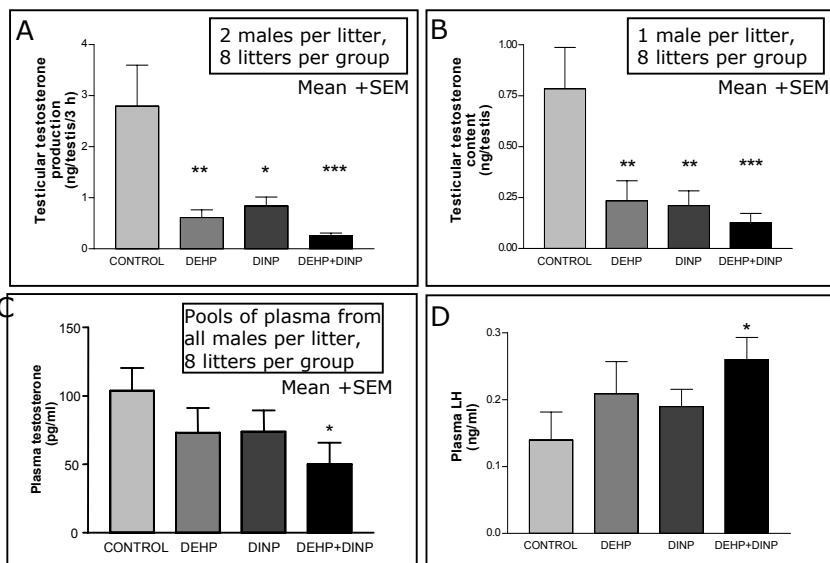 A
2 males per litter,
8 litters per group
Mean +SEM
Testicular testosterone
production
(ng/testis/3 h)
4
3
2
1
0
**
*
***
CONTROL
DEHP
DINP
DEHP+DINP
B
1 male per litter,
8 litters per group
Mean +SEM
Testicular testosterone
content
(ng/testis)
1.00
0.75
0.50
0.25
0.00
**
**
***
CONTROL
DEHP
DINP
DEHP+DINP
C
Pools of plasma from
all males per litter,
8 litters per group
Mean +SEM
Plasma testosterone
(pg/ml)
150
100
50
0
*
CONTROL
DEHP
DINP
DEHP+DINP
D
Plasma LH
(ng/ml)
0.3
0.2
0.1
0.0
*
CONTROL
DEHP
DINP
DEHP+DINP